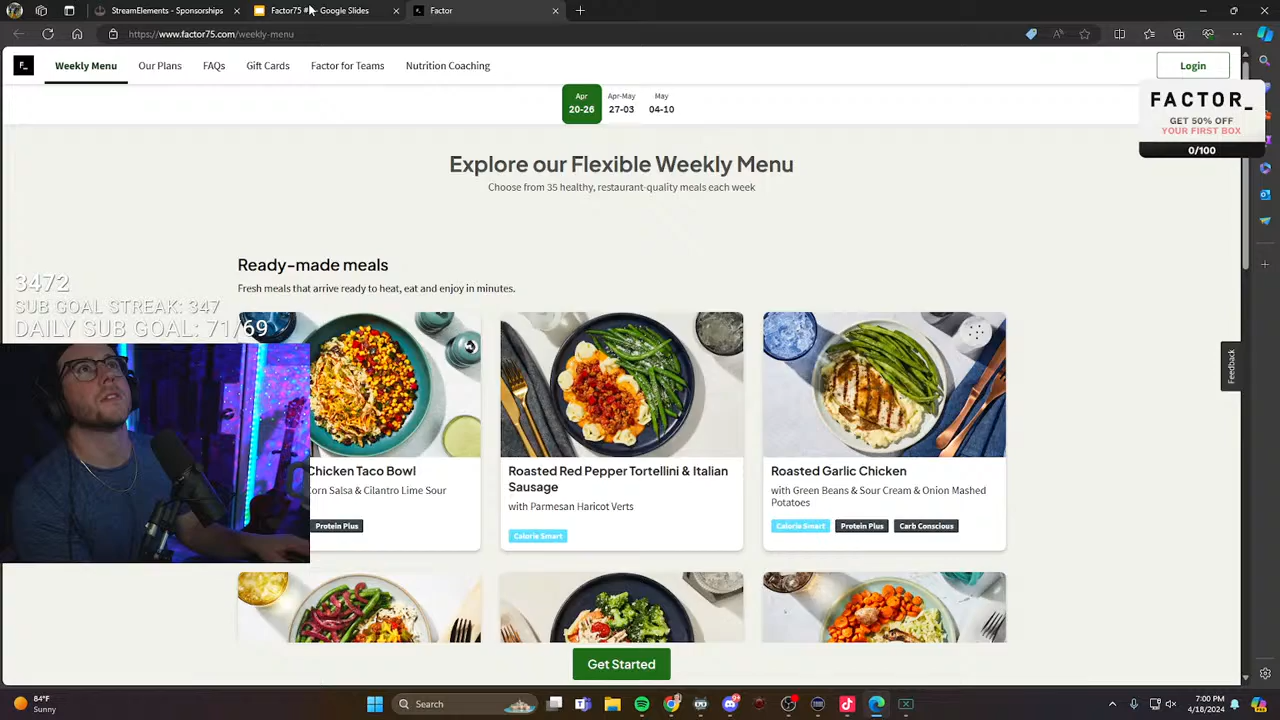 StreamElements - Sponsorships
Factor75 #
Google Slides
Factor
https://www.factor75.com/weekly-menu
F_
Weekly Menu
Our Plans
FAQs
Gift Cards
Factor for Teams
Nutrition Coaching
Login
Apr
20-26
Apr-May
27-03
May
04-10
FACTOR_
GET 50% OFF
YOUR FIRST BOX
0/100
Explore our Flexible Weekly Menu
Choose from 35 healthy, restaurant-quality meals each week
Ready-made meals
Fresh meals that arrive ready to heat, eat and enjoy in minutes.
3472
SUB GOAL STREAK: 347
DAILY SUB GOAL: 71/69
Feedback
Chicken Taco Bowl
Corn Salsa & Cilantro Lime Sour
Protein Plus
Roasted Red Pepper Tortellini & Italian
Sausage
with Parmesan Haricot Verts
Calorie Smart
Roasted Garlic Chicken
with Green Beans & Sour Cream & Onion Mashed
Potatoes
Calorie Smart
Protein Plus
Carb Conscious
Get Started
84°F
Sunny
Search
7:00 PM
4/18/2024